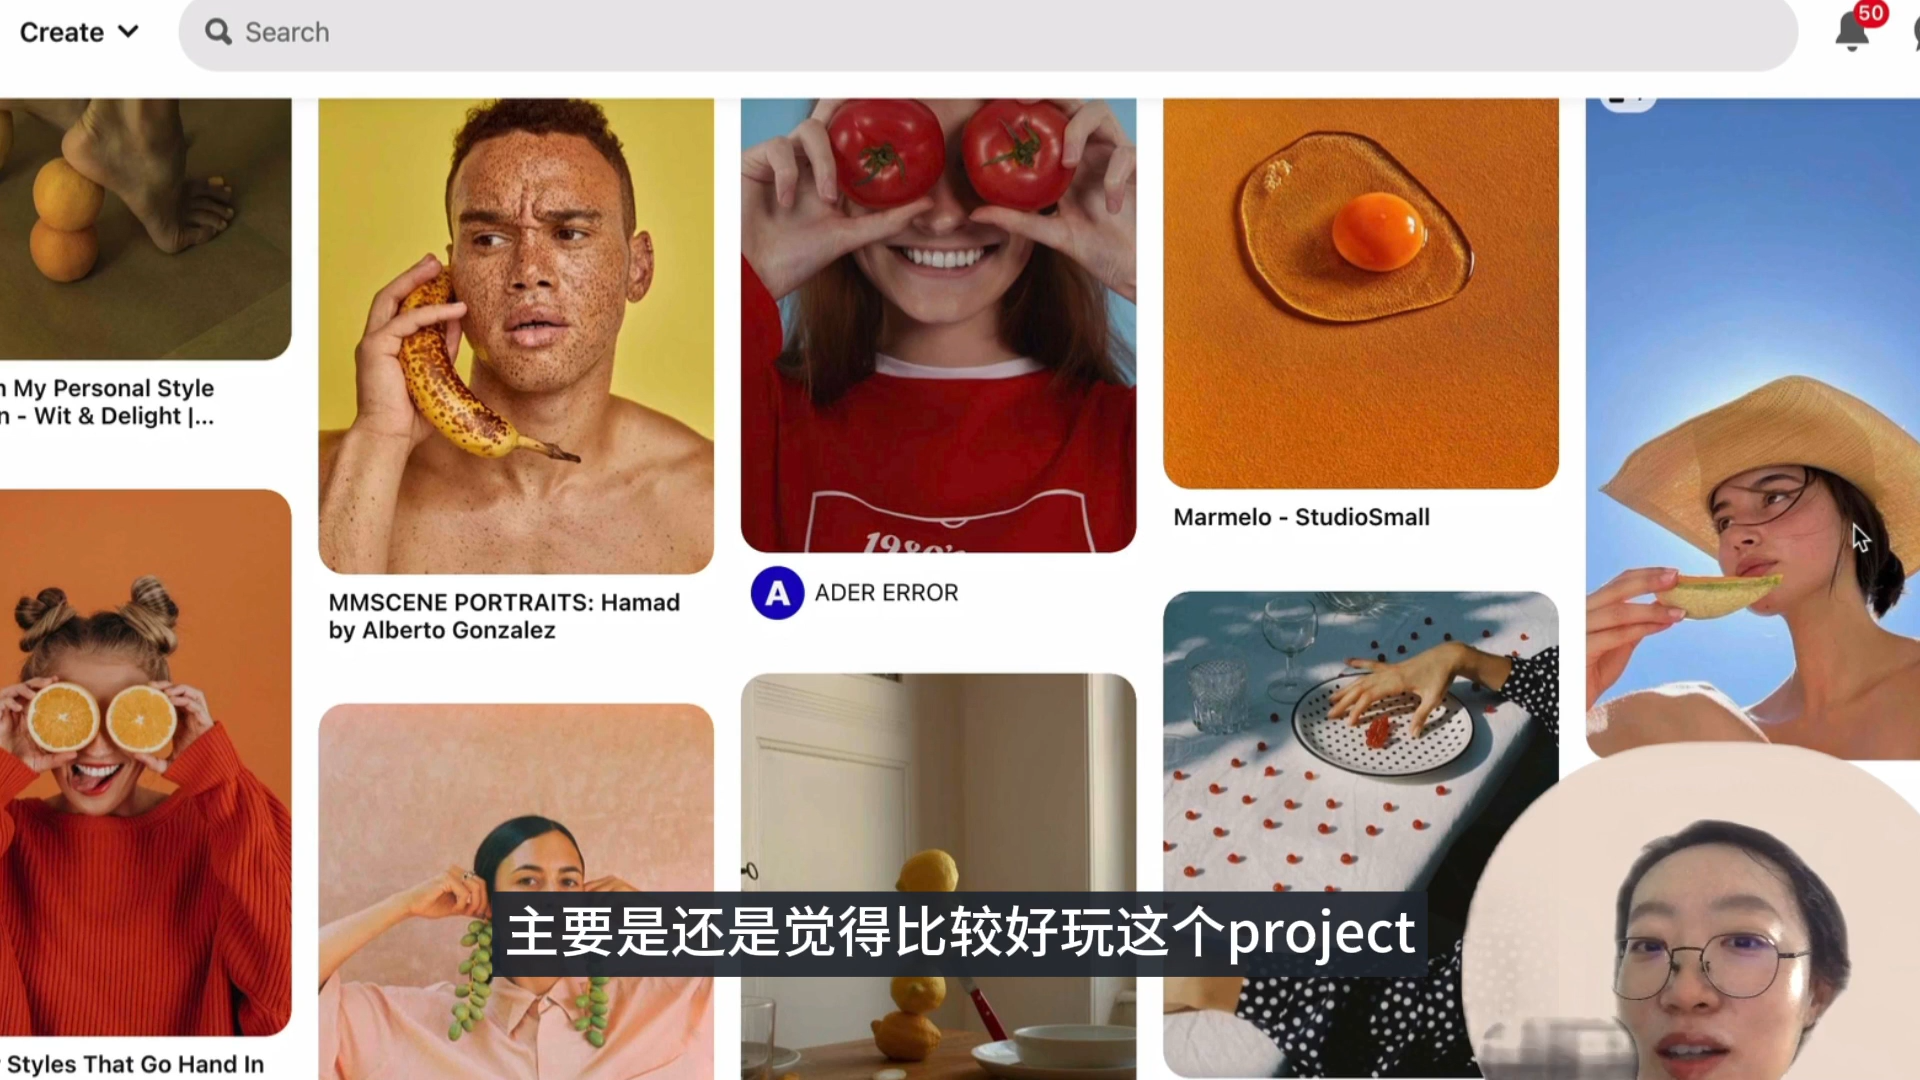 Create
Search
50
n My Personal Style
n - Wit & Delight |...
MMSCENE PORTRAITS: Hamad
by Alberto Gonzalez
1980's
A
ADER ERROR
Marmelo - StudioSmall
主要是还是觉得比较好玩这个project
Styles That Go Hand In